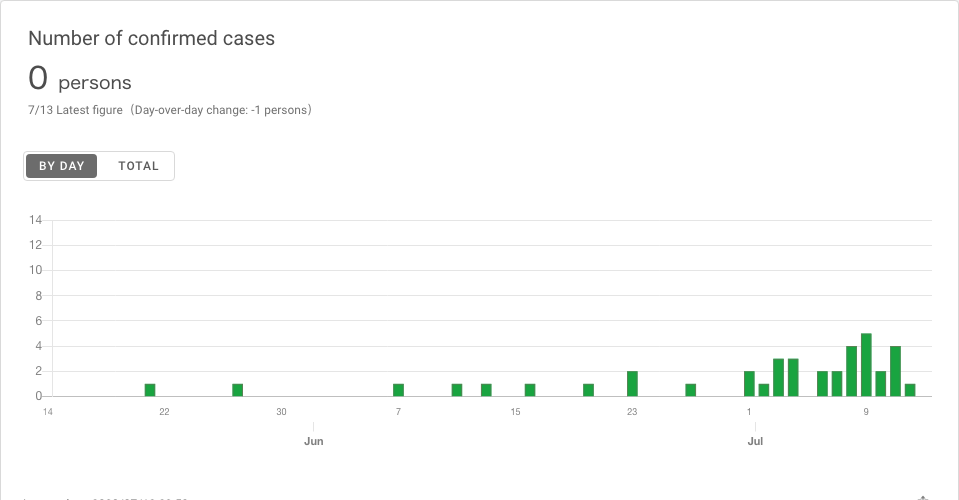 Number of confirmed cases
0 persons
7/13 Latest figure（Day-over-day change: -1 persons）
BY DAY TOTAL
14
12
10
8
6
4
2
0
14 22 30 7 15 23 1 9
Jun Jul